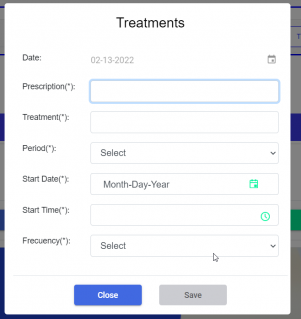 Treatments
Date: 02-13-2022
Prescription(*):
Treatment(*):
Period(*): Select
Start Date(*): Month-Day-Year
Start Time(*):
Frecuency(*): Select
Close Save